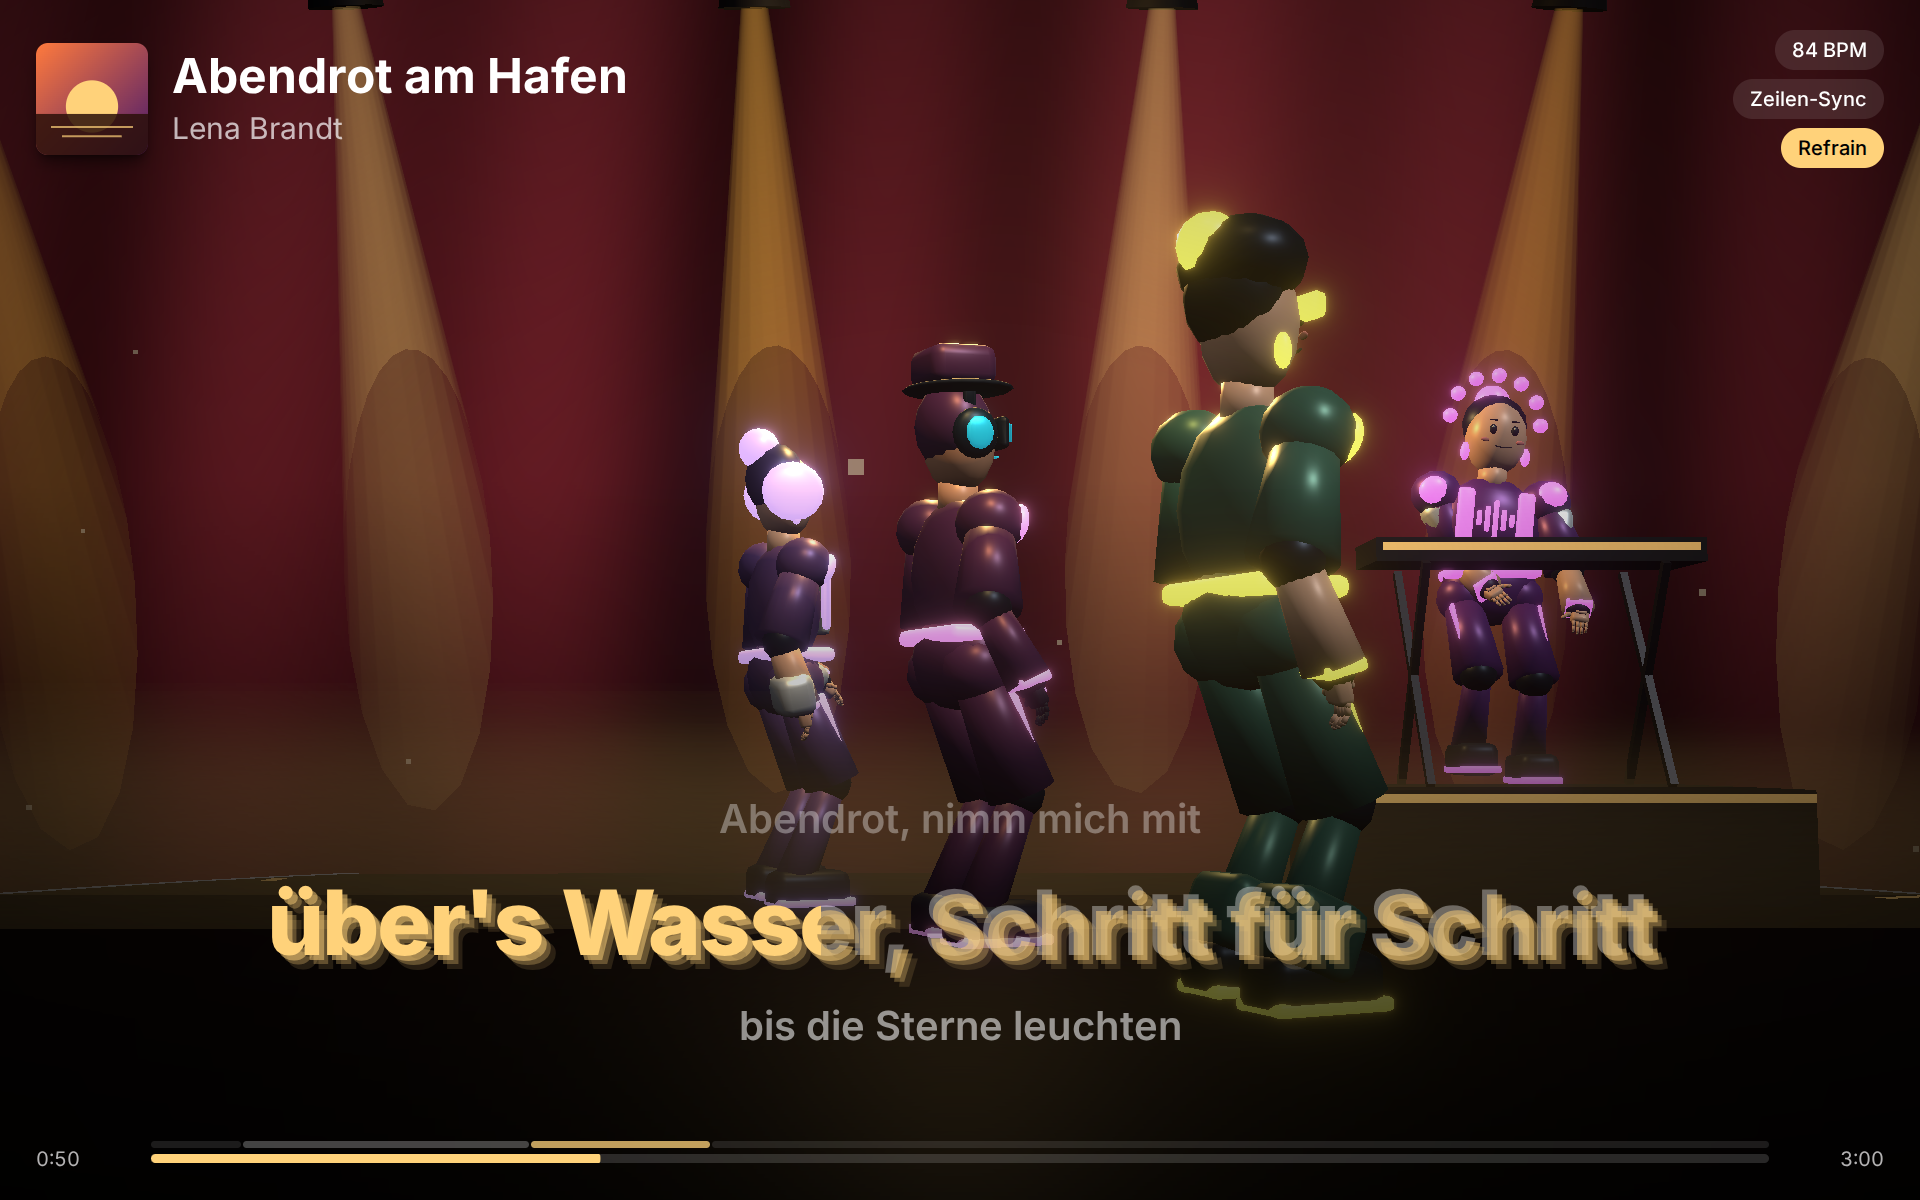 Abendrot am Hafen
Lena Brandt
84 BPM
Zeilen-Sync
Refrain
Abendrot, nimm mich mit
über's Wasser, Schritt für Schritt
bis die Sterne leuchten
0:50
3:00